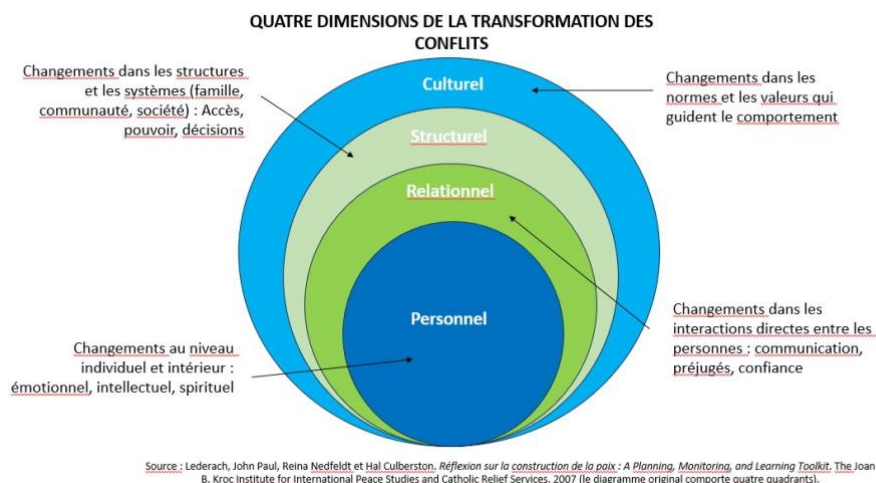 QUATRE DIMENSIONS DE LA TRANSFORMATION DES
CONFLITS
Changements dans les structures
et les systèmes (famille,
communauté, société) : Accès,
pouvoir, décisions
Culturel
Changements dans les
normes et les valeurs qui
guident le comportement
Structurel
Relationnel
Personnel
Changements au niveau
individuel et intérieur :
émotionnel, intellectuel, spirituel
Changements dans les
interactions directes entre les
personnes : communication,
préjugés, confiance
Source : Lederach, John Paul, Reina Nedfeldt et Hal Culberston. Réflexion sur la construction de la paix : A Planning, Monitoring, and Learning Toolkit. The Joan
B. Kroc Institute for International Peace Studies and Catholic Relief Services. 2007 (le diagramme original comporte quatre quadrants).